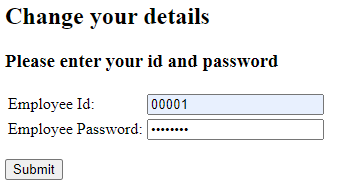 Change your details
Please enter your id and password
Employee Id: 00001
Employee Password: ••••••••
Submit